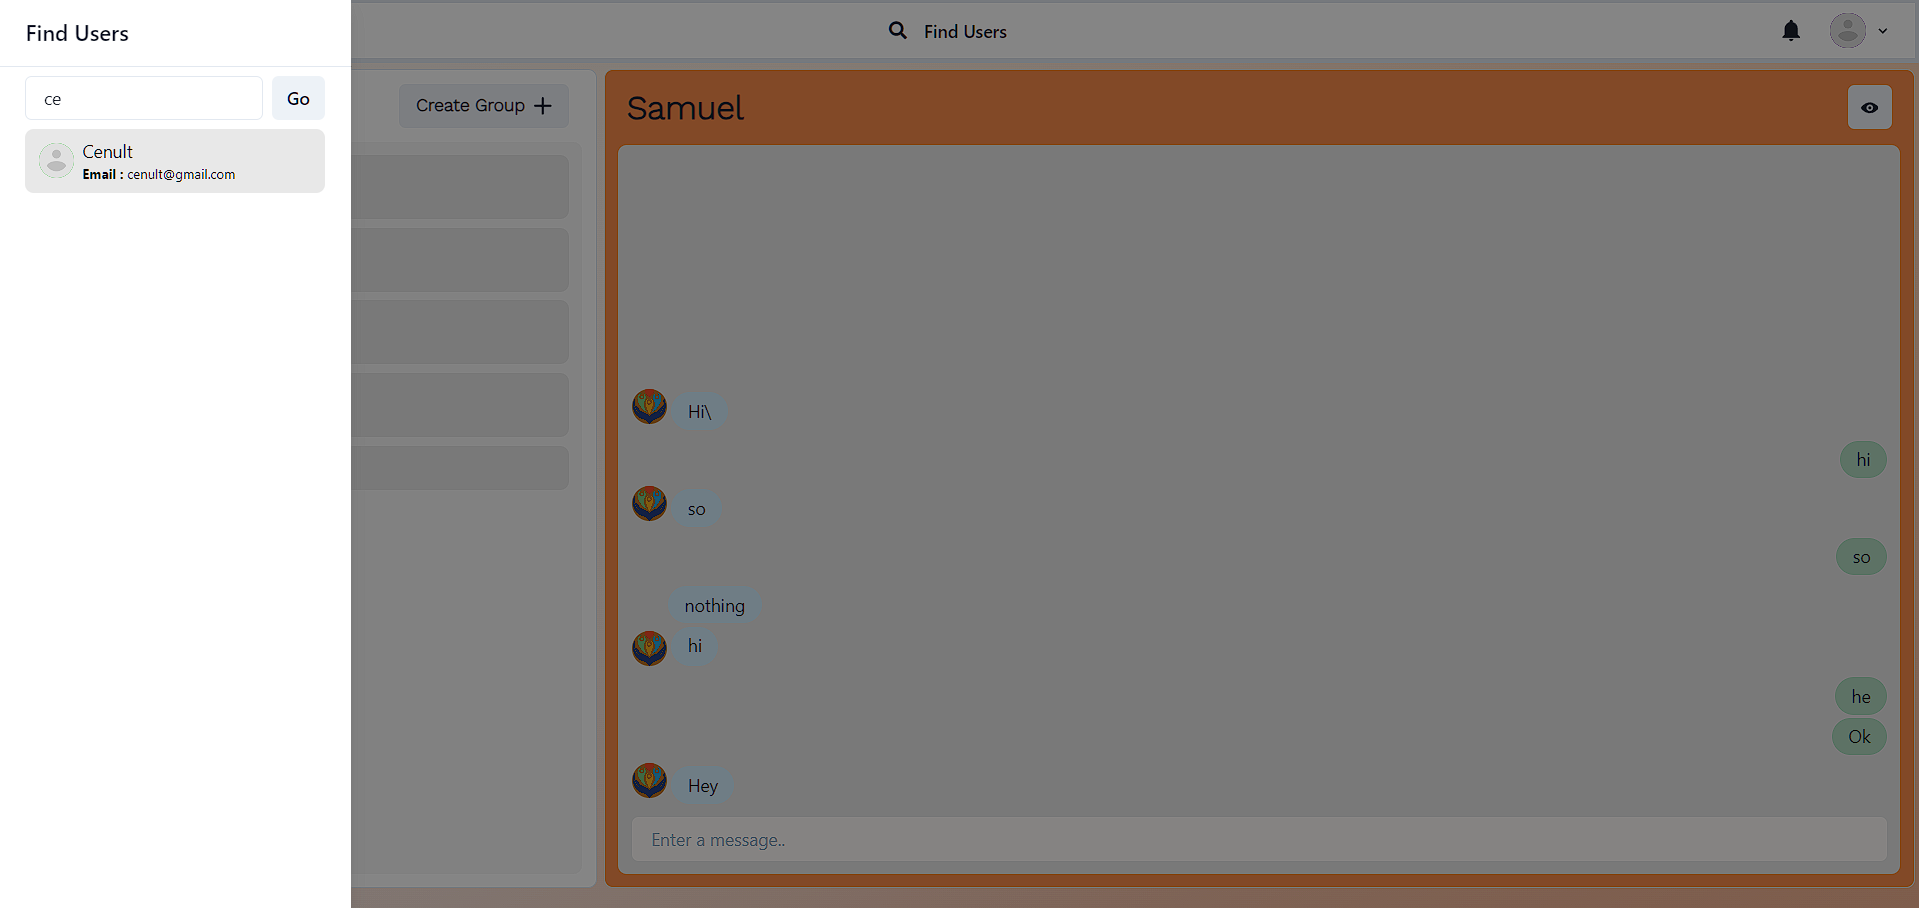 Find Users
ce
Go
Cenult
Email : cenult@gmail.com
Find Users
Create Group
Samuel
Hi\
hi
so
so
nothing
hi
he
Ok
Hey
Enter a message..